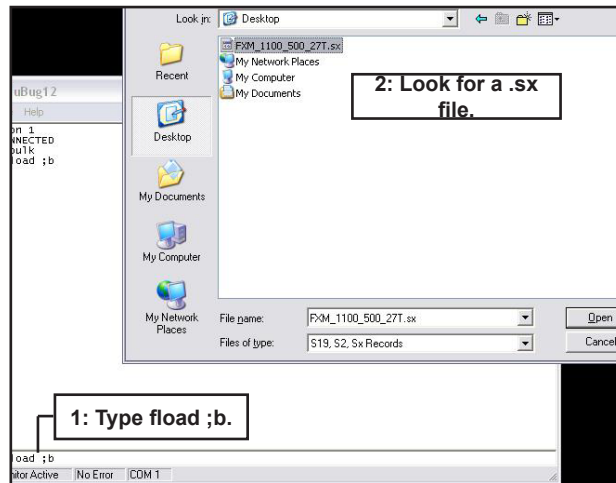 Look in: Desktop
FXM_1100_500_27T.sx
My Network Places
My Computer
My Documents
Recent
Desktop
My Documents
My Computer
My Network
Places
2: Look for a .sx
file.
uBug12
Help
on 1
NNECTED
bulk
load ;b
File name: FXM_1100_500_27T.sx Open
Files of type: S19, S2, Sx Records Cancel
1: Type fload ;b.
load ;b
nitor Active No Error COM 1